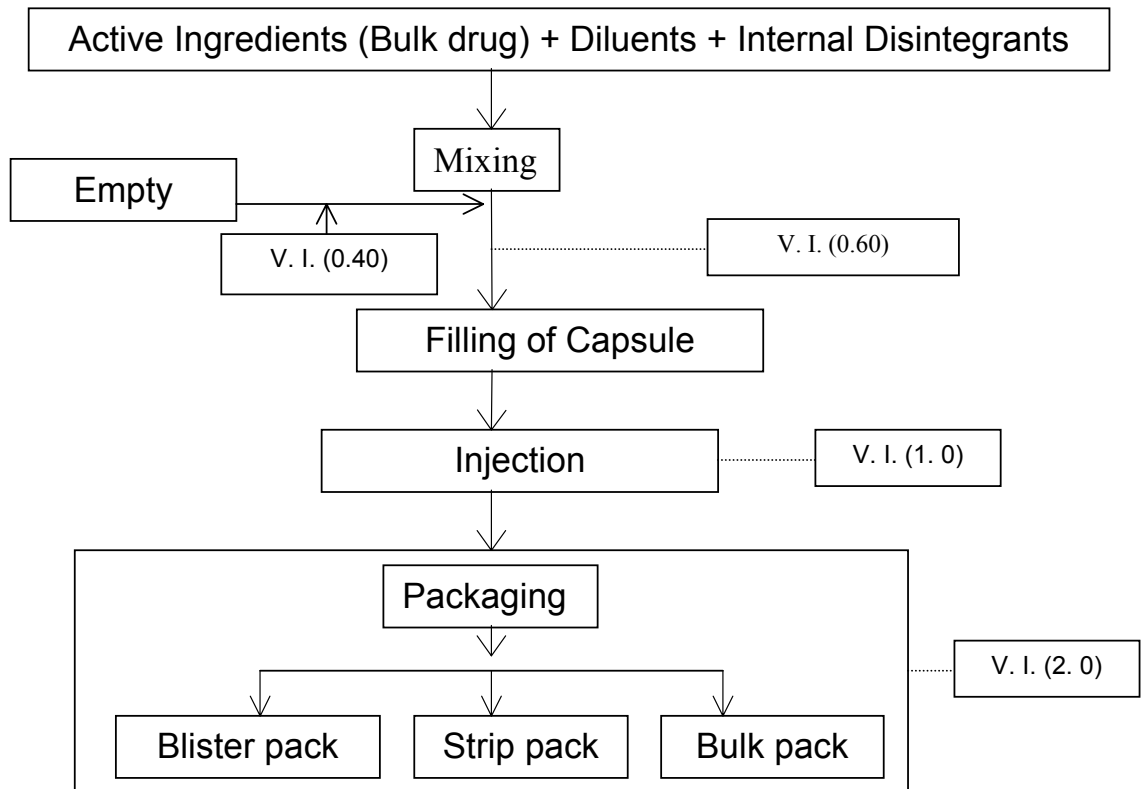 Active Ingredients (Bulk drug) + Diluents + Internal Disintegrants
Mixing
Empty
V. I. (0.40)
V. I. (0.60)
Filling of Capsule
Injection
V. I. (1. 0)
Packaging
V. I. (2. 0)
Blister pack
Strip pack
Bulk pack